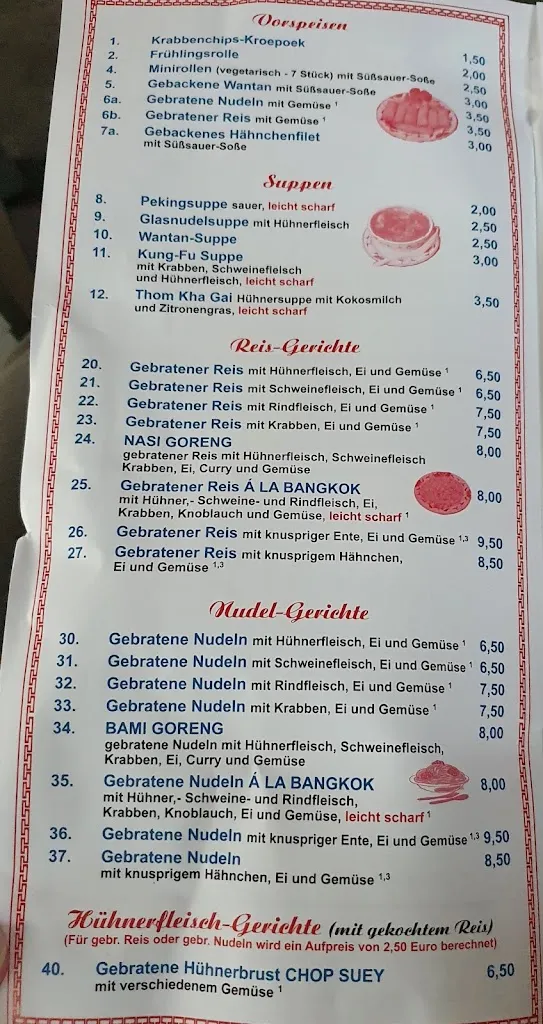 Vorspeisen
1. Krabbenchips-Kroepoek 1,50
2. Frühlingsrolle 2,00
4. Minirollen (vegetarisch - 7 Stück) mit Süßsauer-Soße 2,50
5. Gebackene Wantan mit Süßsauer-Soße 3,00
6a. Gebratene Nudeln mit Gemüse ¹ 3,50
6b. Gebratener Reis mit Gemüse ¹ 3,50
7a. Gebackenes Hähnchenfilet 3,00
mit Süßsauer-Soße
Suppen
8. Pekingsuppe sauer, leicht scharf 2,00
9. Glasnudelsuppe mit Hühnerfleisch 2,50
10. Wantan-Suppe 2,50
11. Kung-Fu Suppe 3,00
mit Krabben, Schweinefleisch
und Hühnerfleisch, leicht scharf
12. Thom Kha Gai Hühnersuppe mit Kokosmilch 3,50
und Zitronengras, leicht scharf
Reis-Gerichte
20. Gebratener Reis mit Hühnerfleisch, Ei und Gemüse ¹ 6,50
21. Gebratener Reis mit Schweinefleisch, Ei und Gemüse ¹ 6,50
22. Gebratener Reis mit Rindfleisch, Ei und Gemüse ¹ 7,50
23. Gebratener Reis mit Krabben, Ei und Gemüse ¹ 7,50
24. NASI GORENG 8,00
gebratener Reis mit Hühnerfleisch, Schweinefleisch
Krabben, Ei, Curry und Gemüse
25. Gebratener Reis Á LA BANGKOK 8,00
mit Hühner,- Schweine- und Rindfleisch, Ei,
Krabben, Knoblauch und Gemüse, leicht scharf ¹
26. Gebratener Reis mit knuspriger Ente, Ei und Gemüse ¹,³ 9,50
27. Gebratener Reis mit knusprigem Hähnchen, 8,50
Ei und Gemüse ¹,³
Nudel-Gerichte
30. Gebratene Nudeln mit Hühnerfleisch, Ei und Gemüse ¹ 6,50
31. Gebratene Nudeln mit Schweinefleisch, Ei und Gemüse ¹ 6,50
32. Gebratene Nudeln mit Rindfleisch, Ei und Gemüse ¹ 7,50
33. Gebratene Nudeln mit Krabben, Ei und Gemüse ¹ 7,50
34. BAMI GORENG 8,00
gebratene Nudeln mit Hühnerfleisch, Schweinefleisch,
Krabben, Ei, Curry und Gemüse
35. Gebratene Nudeln Á LA BANGKOK 8,00
mit Hühner,- Schweine- und Rindfleisch,
Krabben, Knoblauch, Ei und Gemüse, leicht scharf ¹
36. Gebratene Nudeln mit knuspriger Ente, Ei und Gemüse ¹,³ 9,50
37. Gebratene Nudeln 8,50
mit knusprigem Hähnchen, Ei und Gemüse ¹,³
Hühnerfleisch-Gerichte (mit gekochtem Reis)
(Für gebr. Reis oder gebr. Nudeln wird ein Aufpreis von 2,50 Euro berechnet)
40. Gebratene Hühnerbrust CHOP SUEY 6,50
mit verschiedenem Gemüse ¹